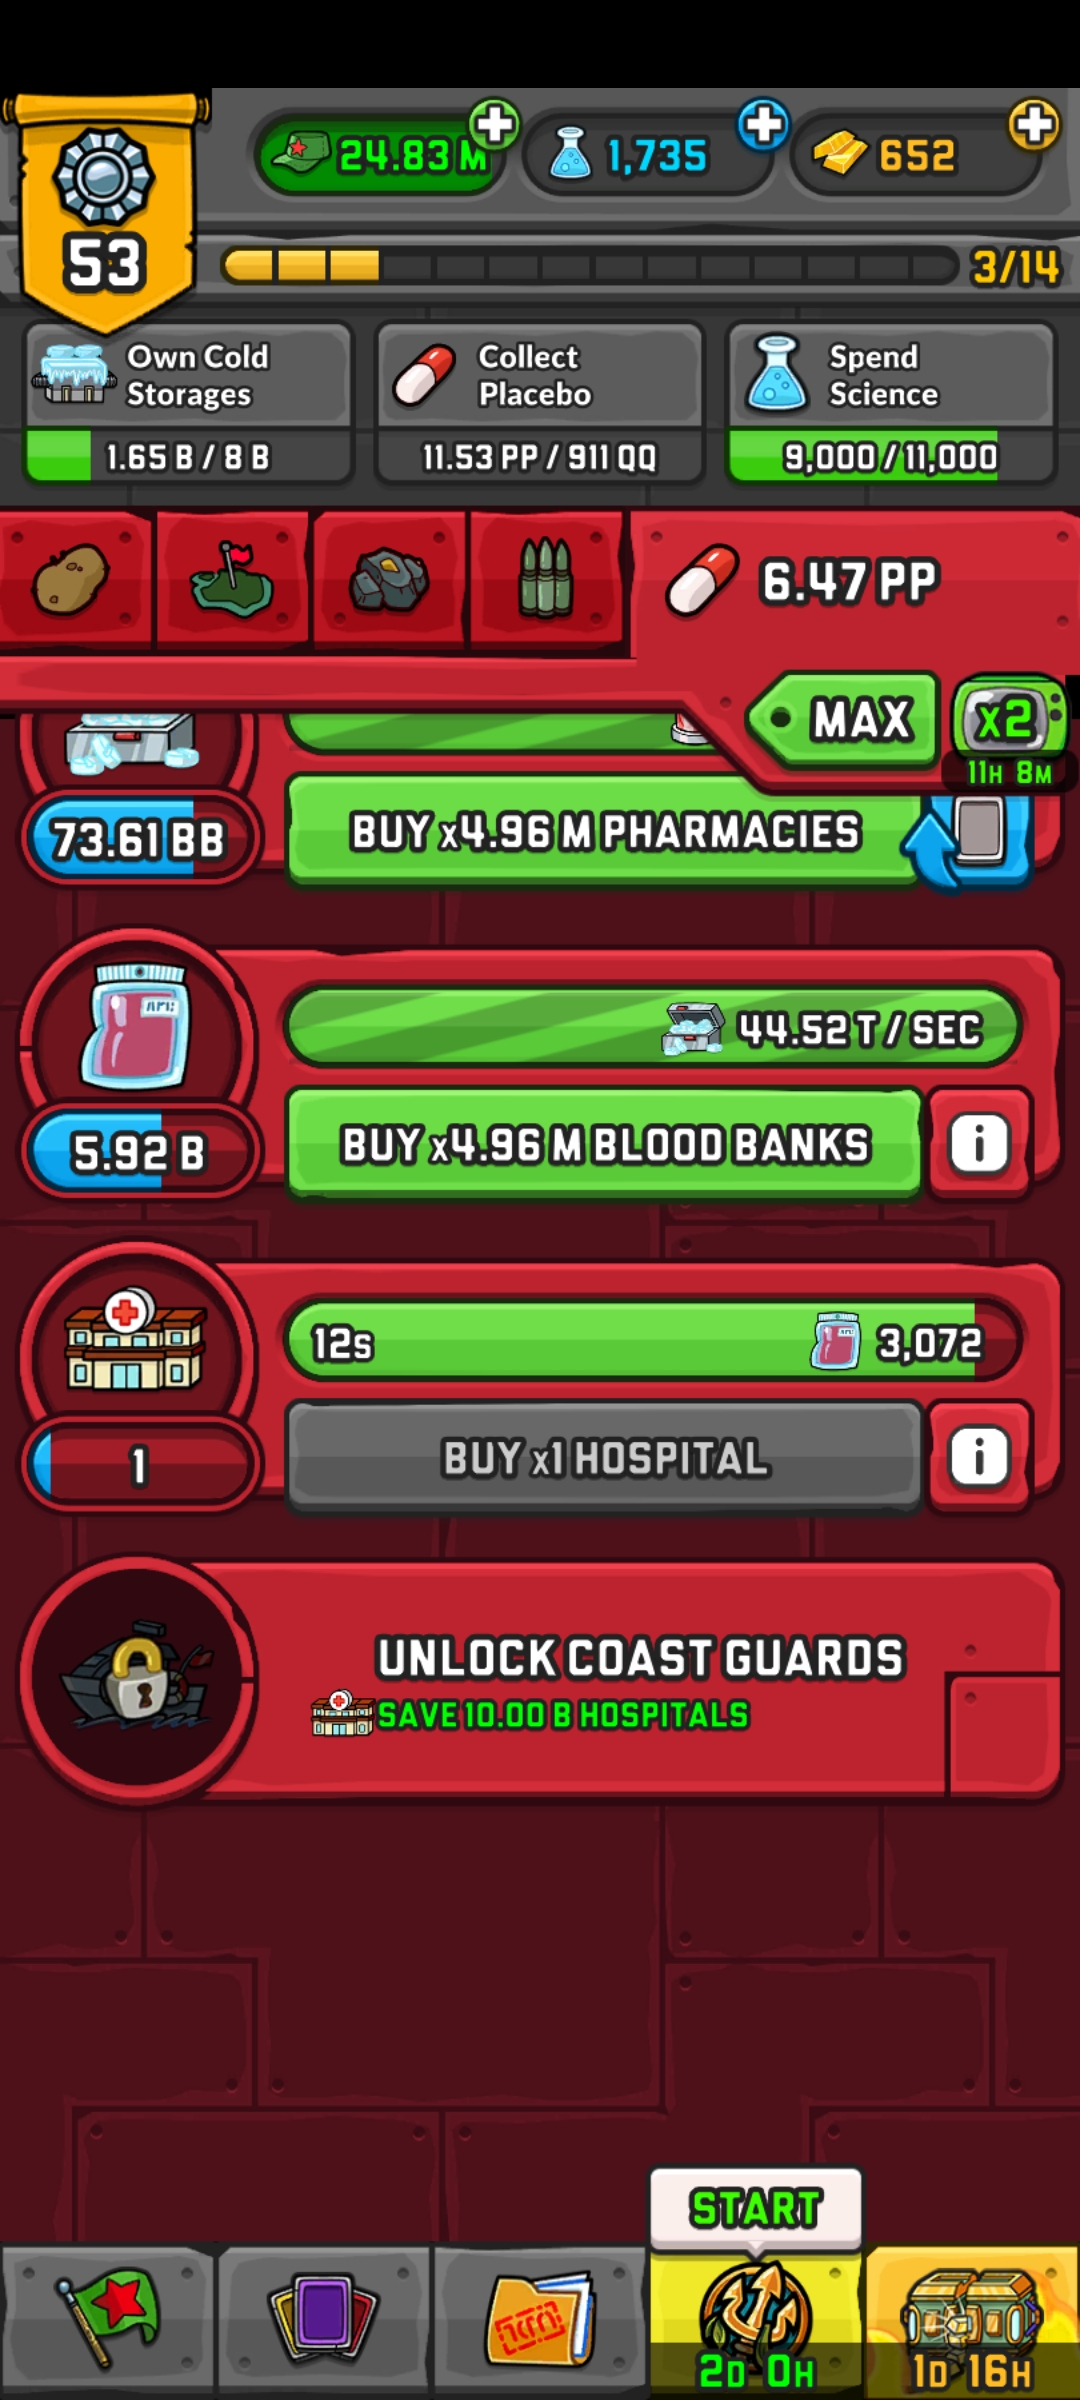 53
24.83 M
1,735
652
3/14
Own Cold
Storages
1.65 B / 8 B
Collect
Placebo
11.53 PP / 911 QQ
Spend
Science
9,000 / 11,000
6.47 PP
MAX
x2
11H 8M
73.61 BB
BUY x4.96 M PHARMACIES
44.52 T / SEC
5.92 B
BUY x4.96 M BLOOD BANKS
i
12s
3,072
1
BUY x1 HOSPITAL
i
UNLOCK COAST GUARDS
SAVE 10.00 B HOSPITALS
START
2D 0H
1D 16H